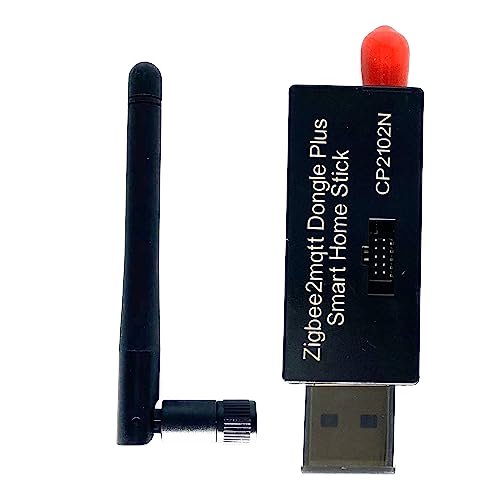 Zigbee2mqtt Dongle Plus
Smart Home Stick
CP2102N